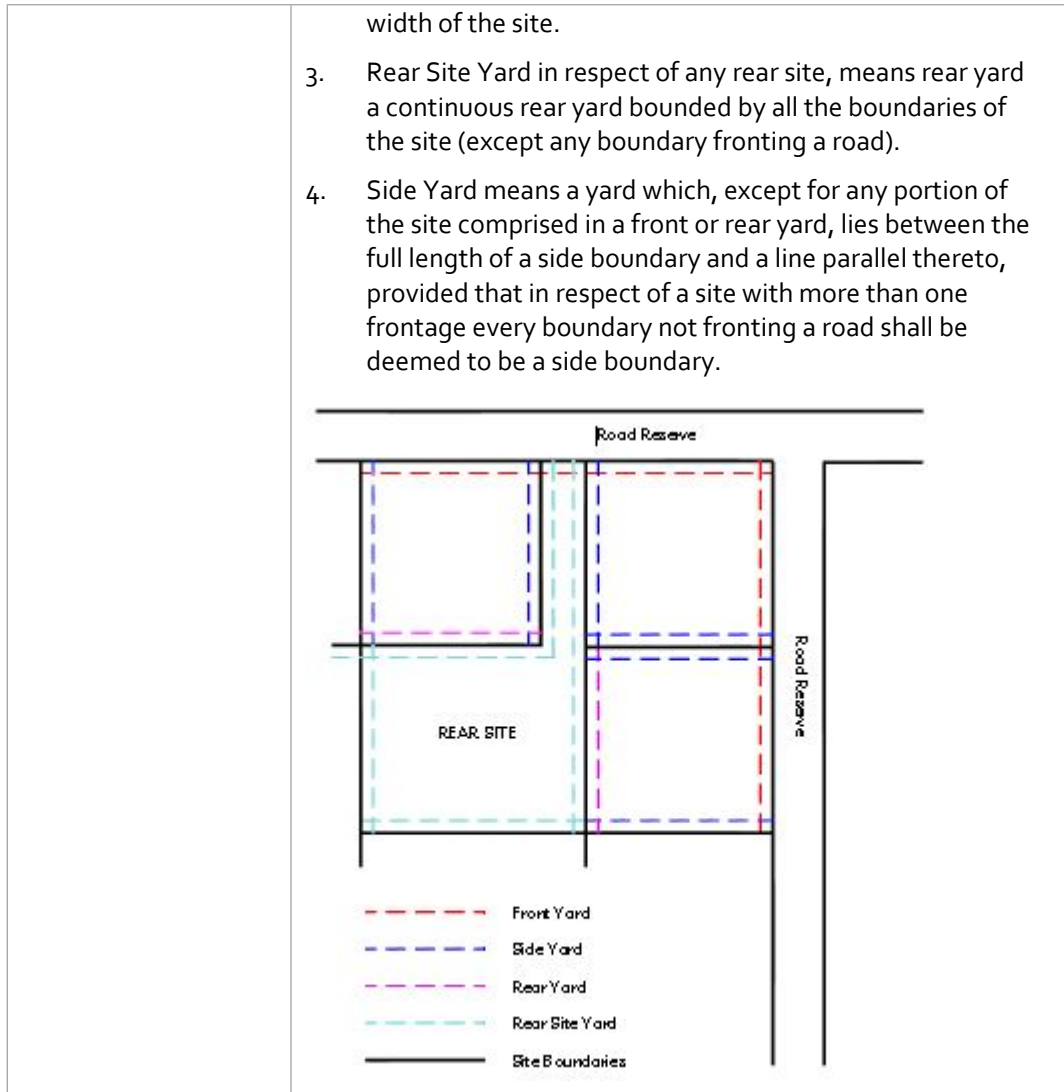 width of the site.
3. Rear Site Yard in respect of any rear site, means rear yard
a continuous rear yard bounded by all the boundaries of
the site (except any boundary fronting a road).
4. Side Yard means a yard which, except for any portion of
the site comprised in a front or rear yard, lies between the
full length of a side boundary and a line parallel thereto,
provided that in respect of a site with more than one
frontage every boundary not fronting a road shall be
deemed to be a side boundary.
Road Reserve
Road Reserve
REAR SITE
Front Yard
Side Yard
Rear Yard
Rear Site Yard
Site Boundaries